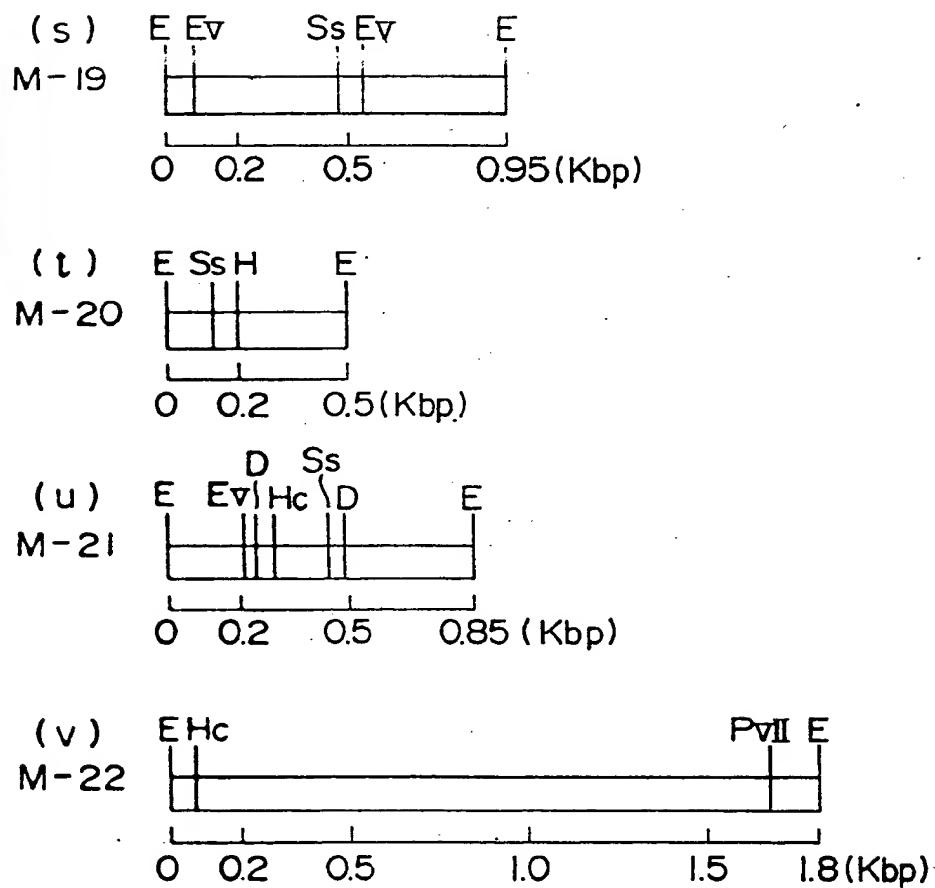 (s) E EV Ss EV E
M-19
0 0.2 0.5 0.95 (Kbp)
(t) E Ss H E
M-20
0 0.2 0.5 (Kbp)
D Ss
(u) E EV Hc D E
M-21
0 0.2 0.5 0.85 (Kbp)
(v) E Hc PVII E
M-22
0 0.2 0.5 1.0 1.5 1.8 (Kbp)